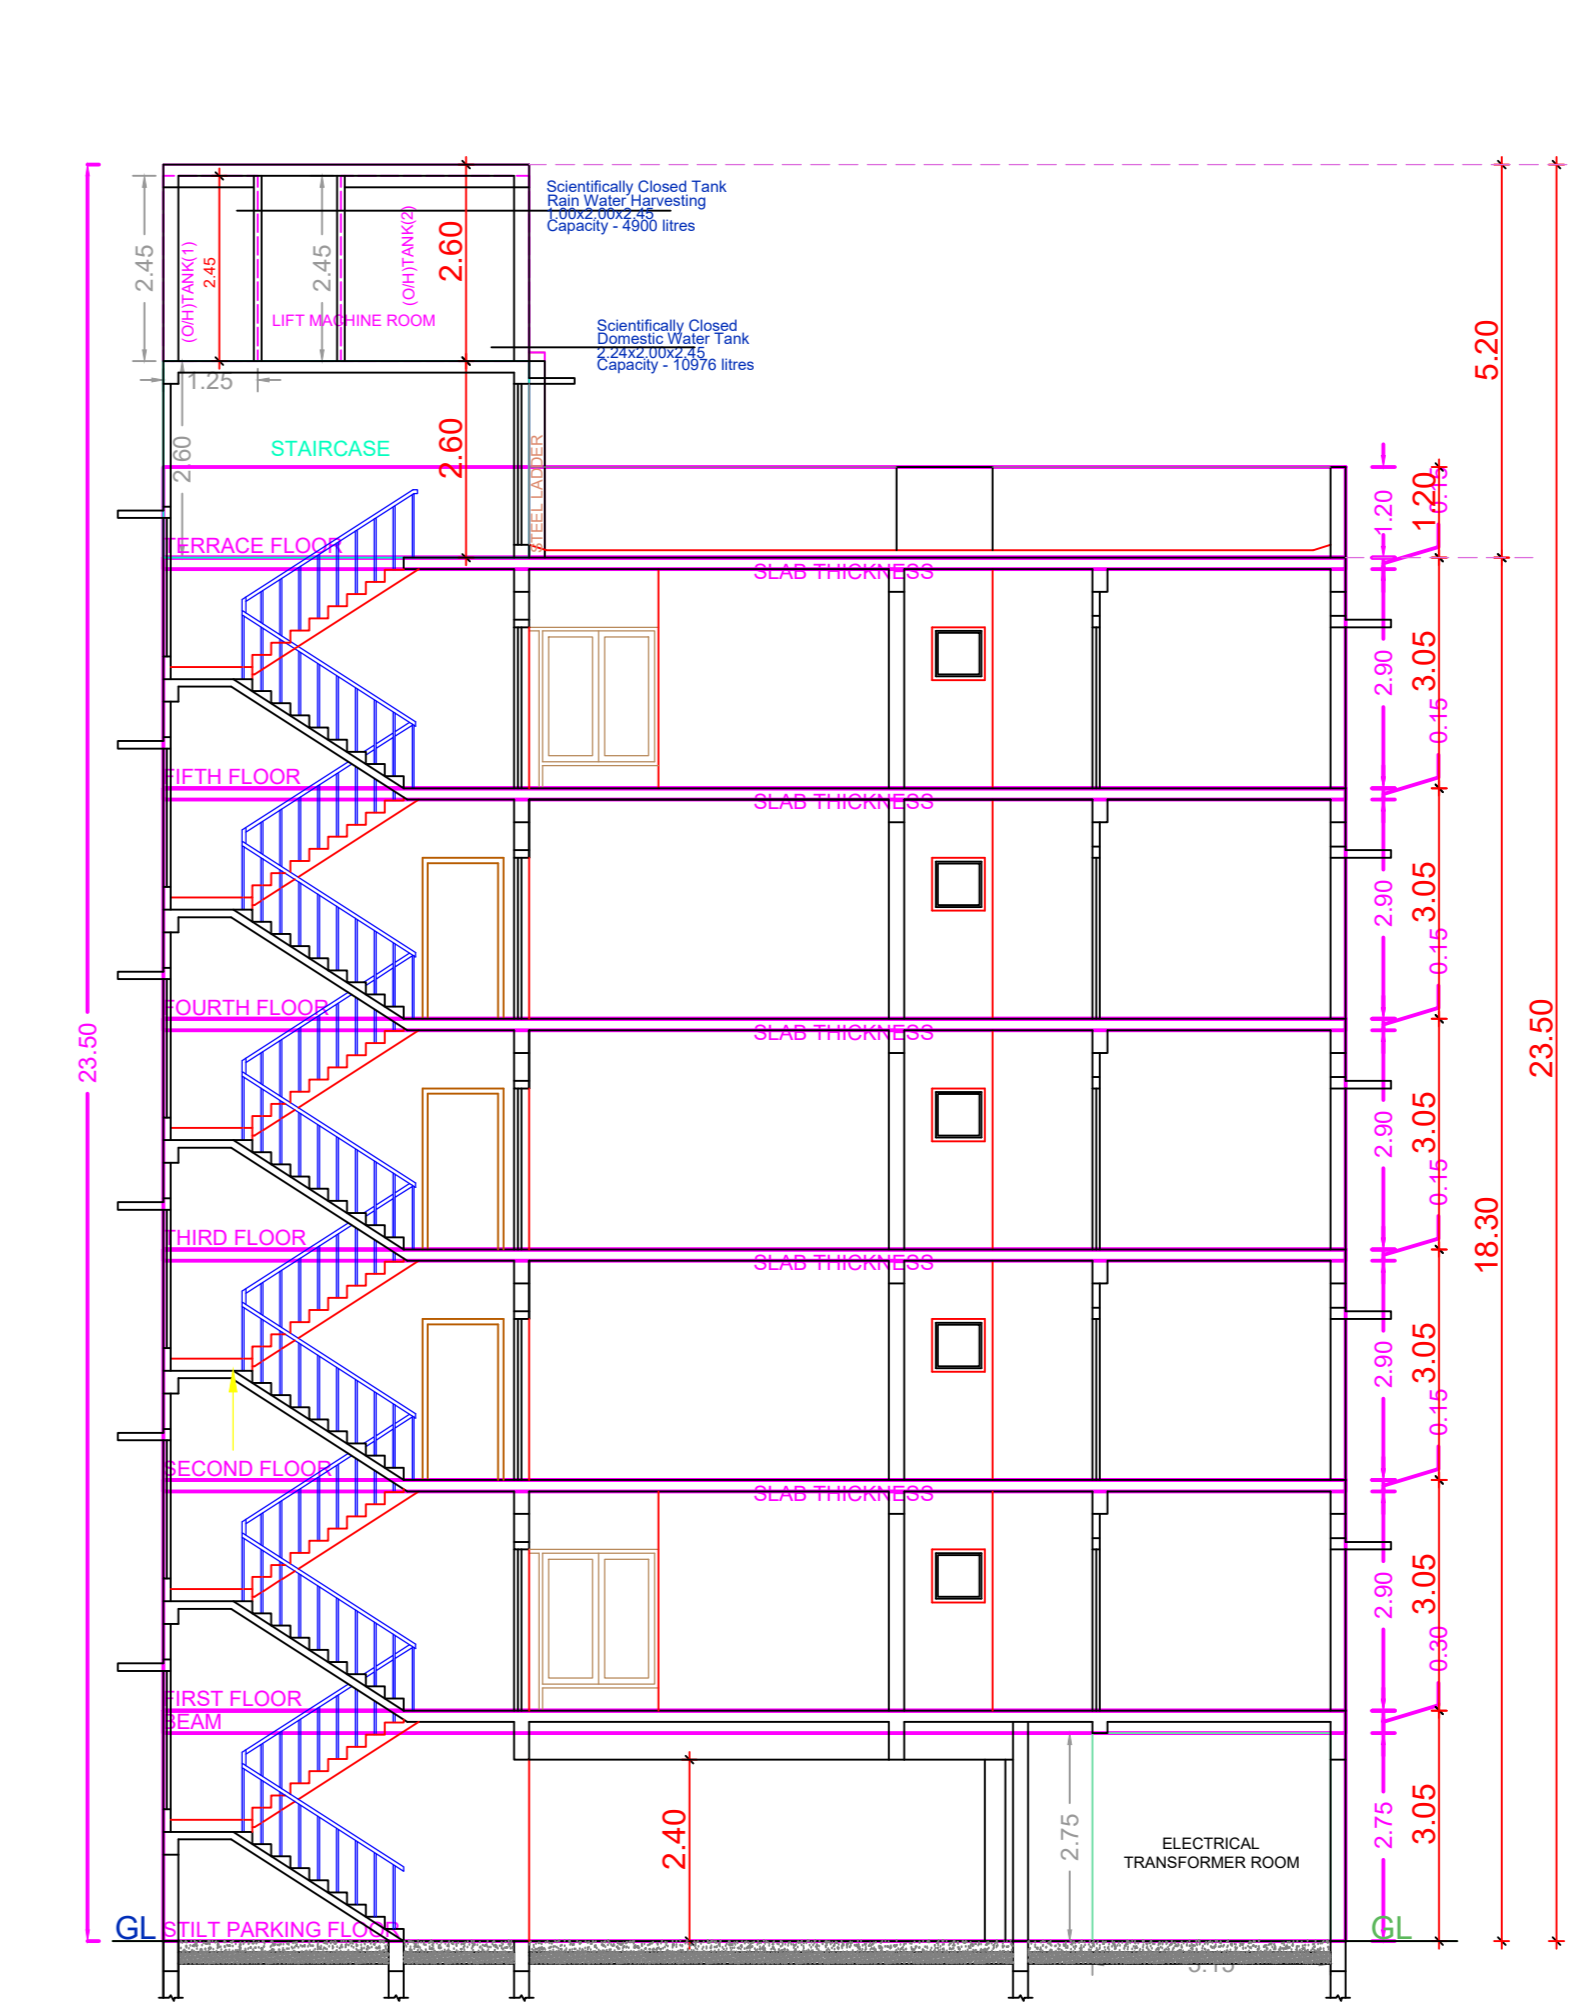 Scientifically Closed Tank
Rain Water Harvesting
1.00x2.00x2.45
Capacity - 4900 litres
2.45
(O/H)TANK(1)
2.45
2.45
(O/H)TANK(2)
2.60
LIFT MACHINE ROOM
Scientifically Closed
Domestic Water Tank
2.24x2.00x2.45
Capacity - 10976 litres
5.20
1.25
2.60
STAIRCASE
2.60
STEEL LADDER
1.20
1.20
0.15
TERRACE FLOOR
SLAB THICKNESS
2.90
3.05
0.15
FIFTH FLOOR
SLAB THICKNESS
2.90
3.05
0.15
FOURTH FLOOR
SLAB THICKNESS
23.50
23.50
2.90
3.05
0.15
18.30
THIRD FLOOR
SLAB THICKNESS
2.90
3.05
0.15
SECOND FLOOR
SLAB THICKNESS
2.90
3.05
0.30
FIRST FLOOR
BEAM
2.40
2.75
ELECTRICAL
TRANSFORMER ROOM
2.75
3.05
GL
STILT PARKING FLOOR
GL